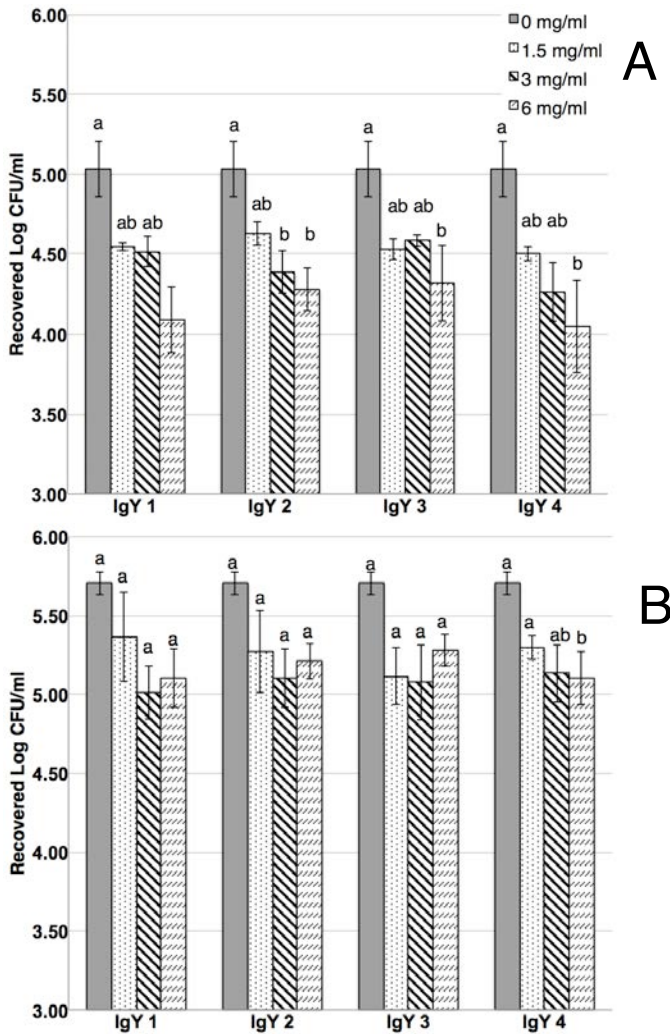 6.00
0 mg/ml
1.5 mg/ml
3 mg/ml
6 mg/ml
A
5.50
a a a a
5.00
ab ab ab b b ab ab b ab ab b
4.50
4.00
3.50
3.00
Recovered Log CFU/ml
IgY 1 IgY 2 IgY 3 IgY 4
6.00
B
a a a a
a a a a a a a a a a ab b
5.50
5.00
4.50
4.00
3.50
3.00
Recovered Log CFU/ml
IgY 1 IgY 2 IgY 3 IgY 4